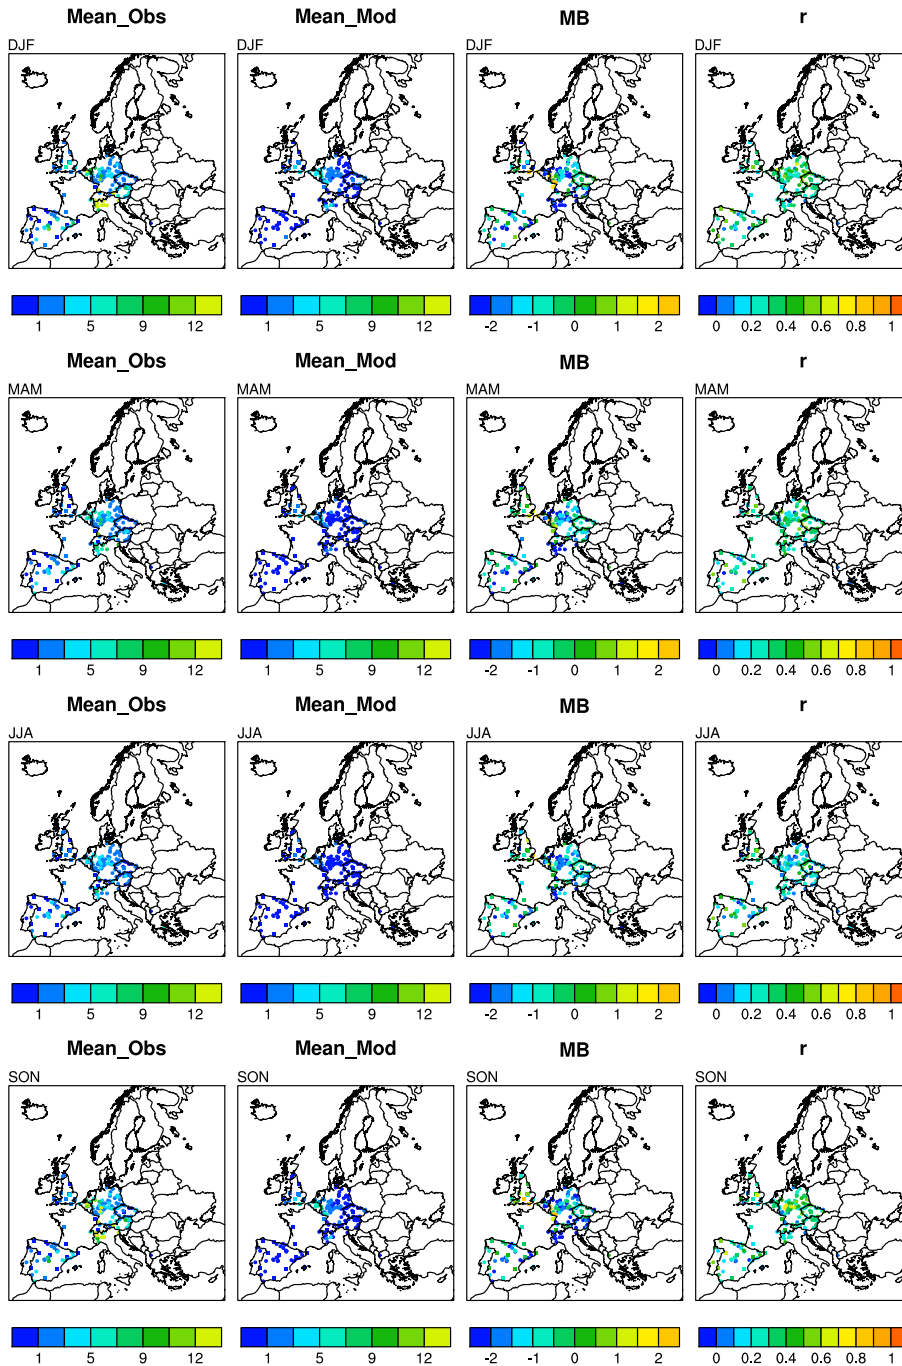 Mean_Obs Mean_Mod MB r
DJF DJF DJF DJF
1 5 9 12 1 5 9 12 -2 -1 0 1 2 0 0.2 0.4 0.6 0.8 1
Mean_Obs Mean_Mod MB r
MAM MAM MAM MAM
1 5 9 12 1 5 9 12 -2 -1 0 1 2 0 0.2 0.4 0.6 0.8 1
Mean_Obs Mean_Mod MB r
JJA JJA JJA JJA
1 5 9 12 1 5 9 12 -2 -1 0 1 2 0 0.2 0.4 0.6 0.8 1
Mean_Obs Mean_Mod MB r
SON SON SON SON
1 5 9 12 1 5 9 12 -2 -1 0 1 2 0 0.2 0.4 0.6 0.8 1